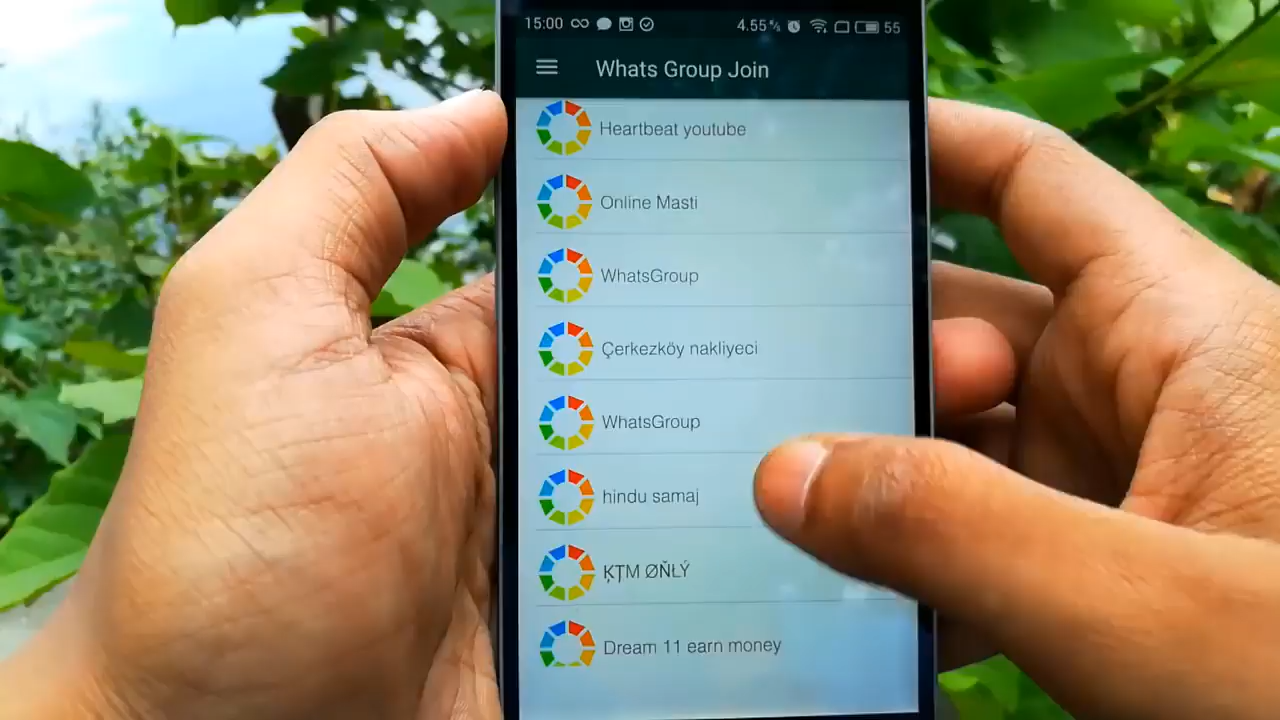 15:00 4.55 K/s 55
Whats Group Join
Heartbeat youtube
Online Masti
WhatsGroup
Çerkezköy nakliyeci
WhatsGroup
hindu samaj
ĶŢM ØÑŁÝ
Dream 11 earn money